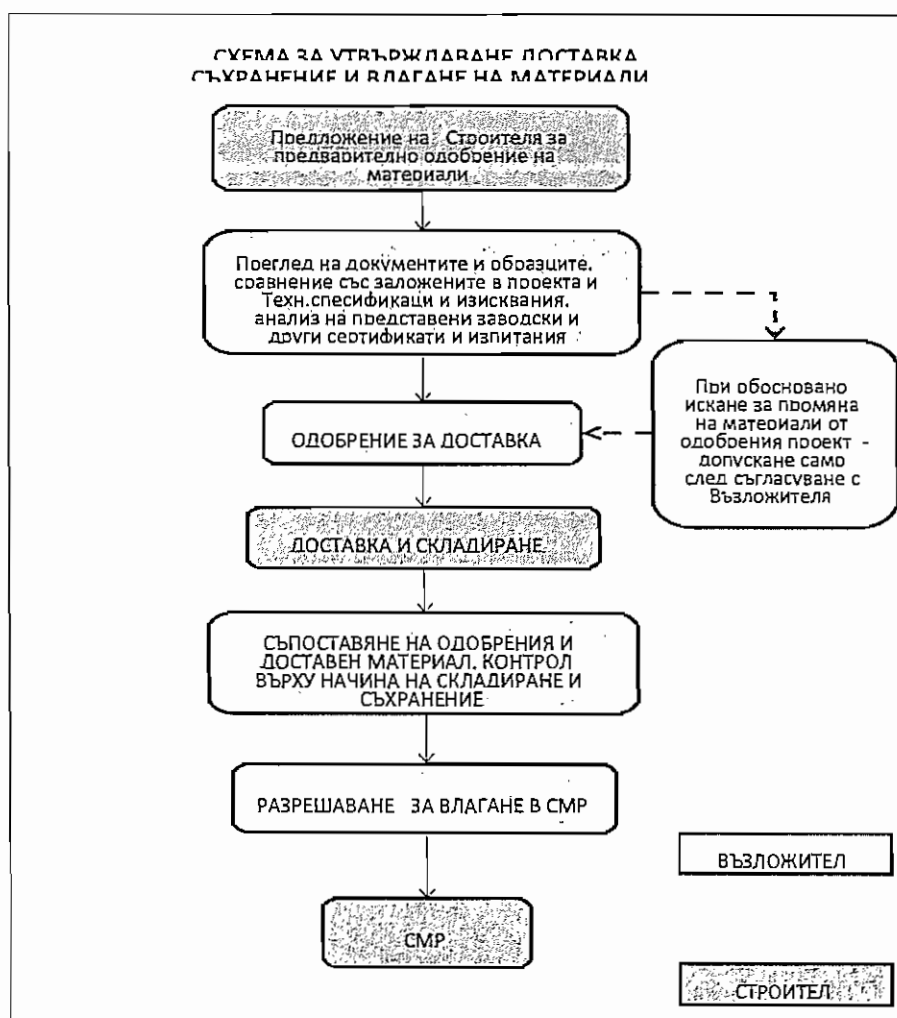 СХЕМА ЗА УТВЪРЖДАВАНЕ ДОСТАВКА
СЪХРАНЕНИЕ И ВЛАГАНЕ НА МАТЕРИАЛИ
Предложение на Строителя за
предварително одобрение на
материали
Преглед на документите и образците,
сравнение със заложените в проекта и
Техн.спесификаци и изисквания,
анализ на представени заводски и
други сертификати и изпитания
При обосновано
искане за промяна
на материали от
одобрения проект -
допускане само
след съгласуване с
Възложителя
ОДОБРЕНИЕ ЗА ДОСТАВКА
ДОСТАВКА И СКЛАДИРАНЕ
СЪПОСТАВЯНЕ НА ОДОБРЕНИЯ И
ДОСТАВЕН МАТЕРИАЛ. КОНТРОЛ
ВЪРХУ НАЧИНА НА СКЛАДИРАНЕ И
СЪХРАНЕНИЕ
РАЗРЕШАВАНЕ ЗА ВЛАГАНЕ В СМР
ВЪЗЛОЖИТЕЛ
СМР
СТРОИТЕЛ